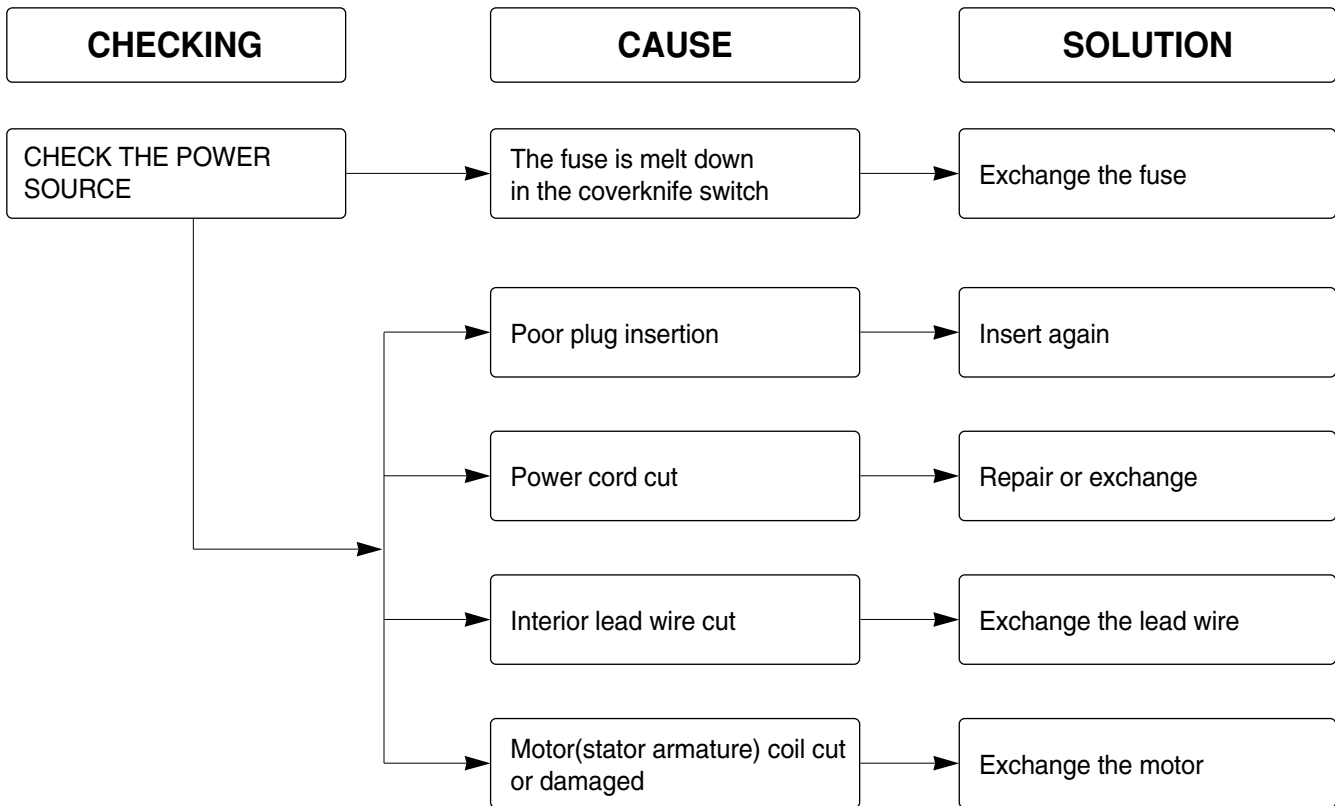 CHECKING
CAUSE
SOLUTION
CHECK THE POWER
SOURCE
The fuse is melt down
in the coverknife switch
Exchange the fuse
Poor plug insertion
Insert again
Power cord cut
Repair or exchange
Interior lead wire cut
Exchange the lead wire
Motor(stator armature) coil cut
or damaged
Exchange the motor